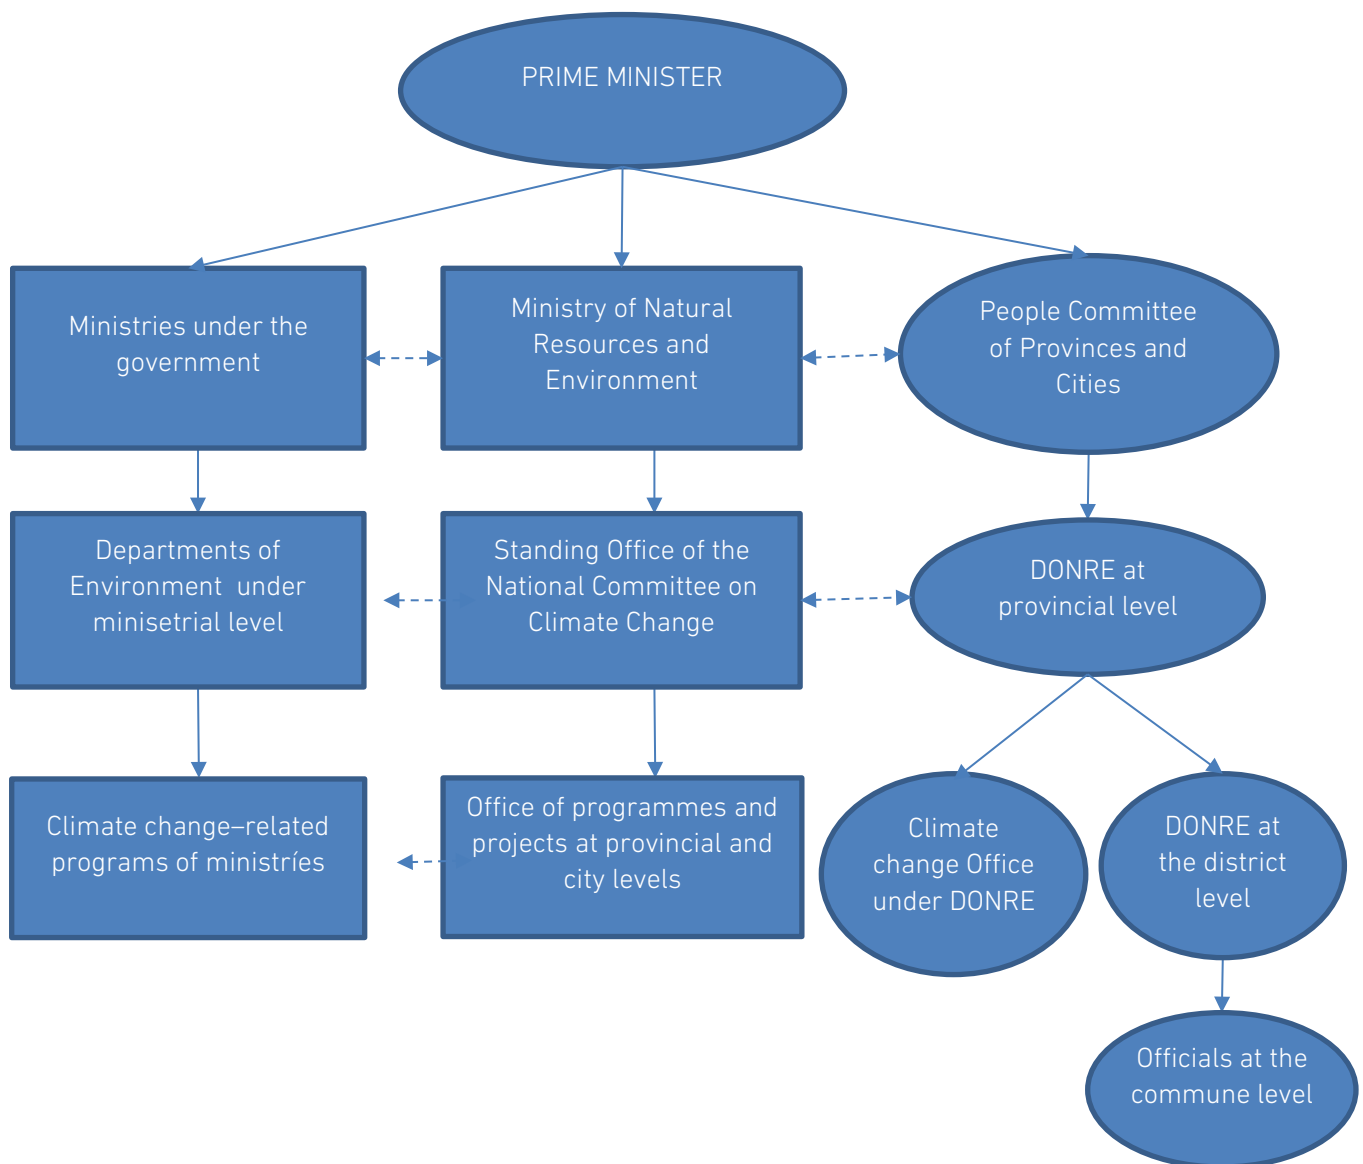 PRIME MINISTER
Ministries under the
government
Ministry of Natural
Resources and
Environment
People Committee
of Provinces and
Cities
Departments of
Environment  under
minisetrial level
Standing Office of the
National Committee on
Climate Change
DONRE at
provincial level
Climate change–related
programs of ministríes
Office of programmes and
projects at provincial and
city levels
Climate
change Office
under DONRE
DONRE at
the district
level
Officials at the
commune level